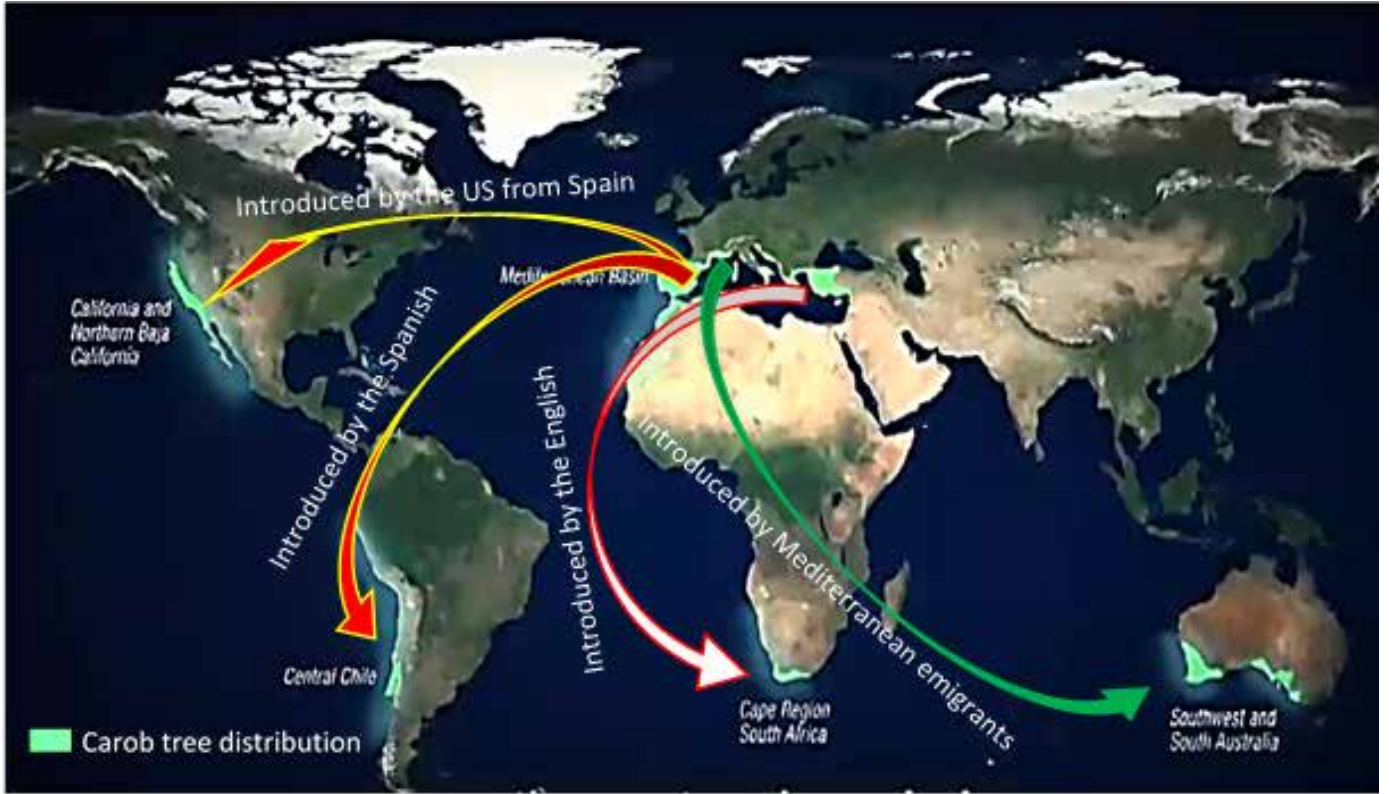 Introduced by the US from Spain
Mediterranean Basin
California and
Northern Baja
California
Introduced by the Spanish
Introduced by the English
Introduced by Mediterranean emigrants
Central Chile
Cape Region
South Africa
Southwest and
South Australia
Carob tree distribution